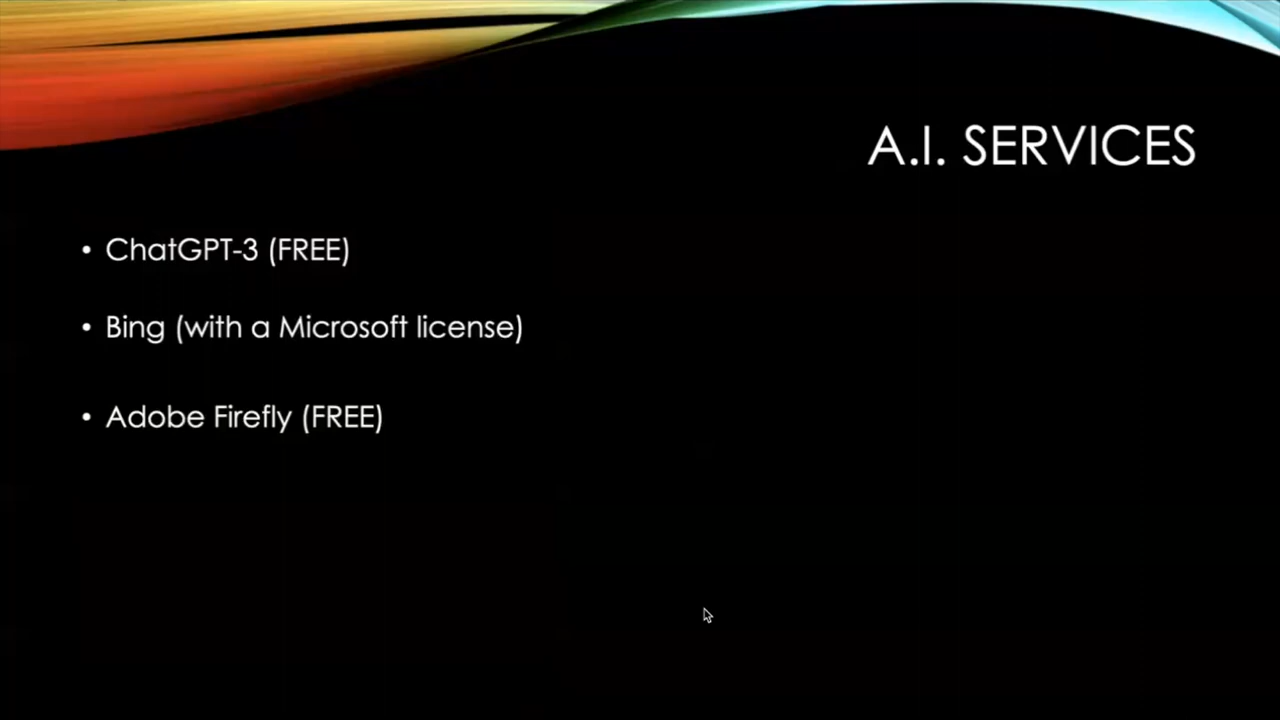 A.I. SERVICES
• ChatGPT-3 (FREE)
• Bing (with a Microsoft license)
• Adobe Firefly (FREE)